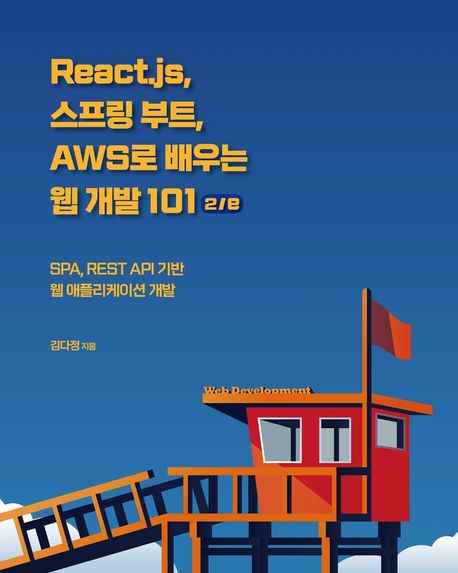 React.js,
스프링 부트,
AWS로 배우는
웹 개발 101 2/e
SPA, REST API 기반
웹 애플리케이션 개발
김다정 지음
Web Development